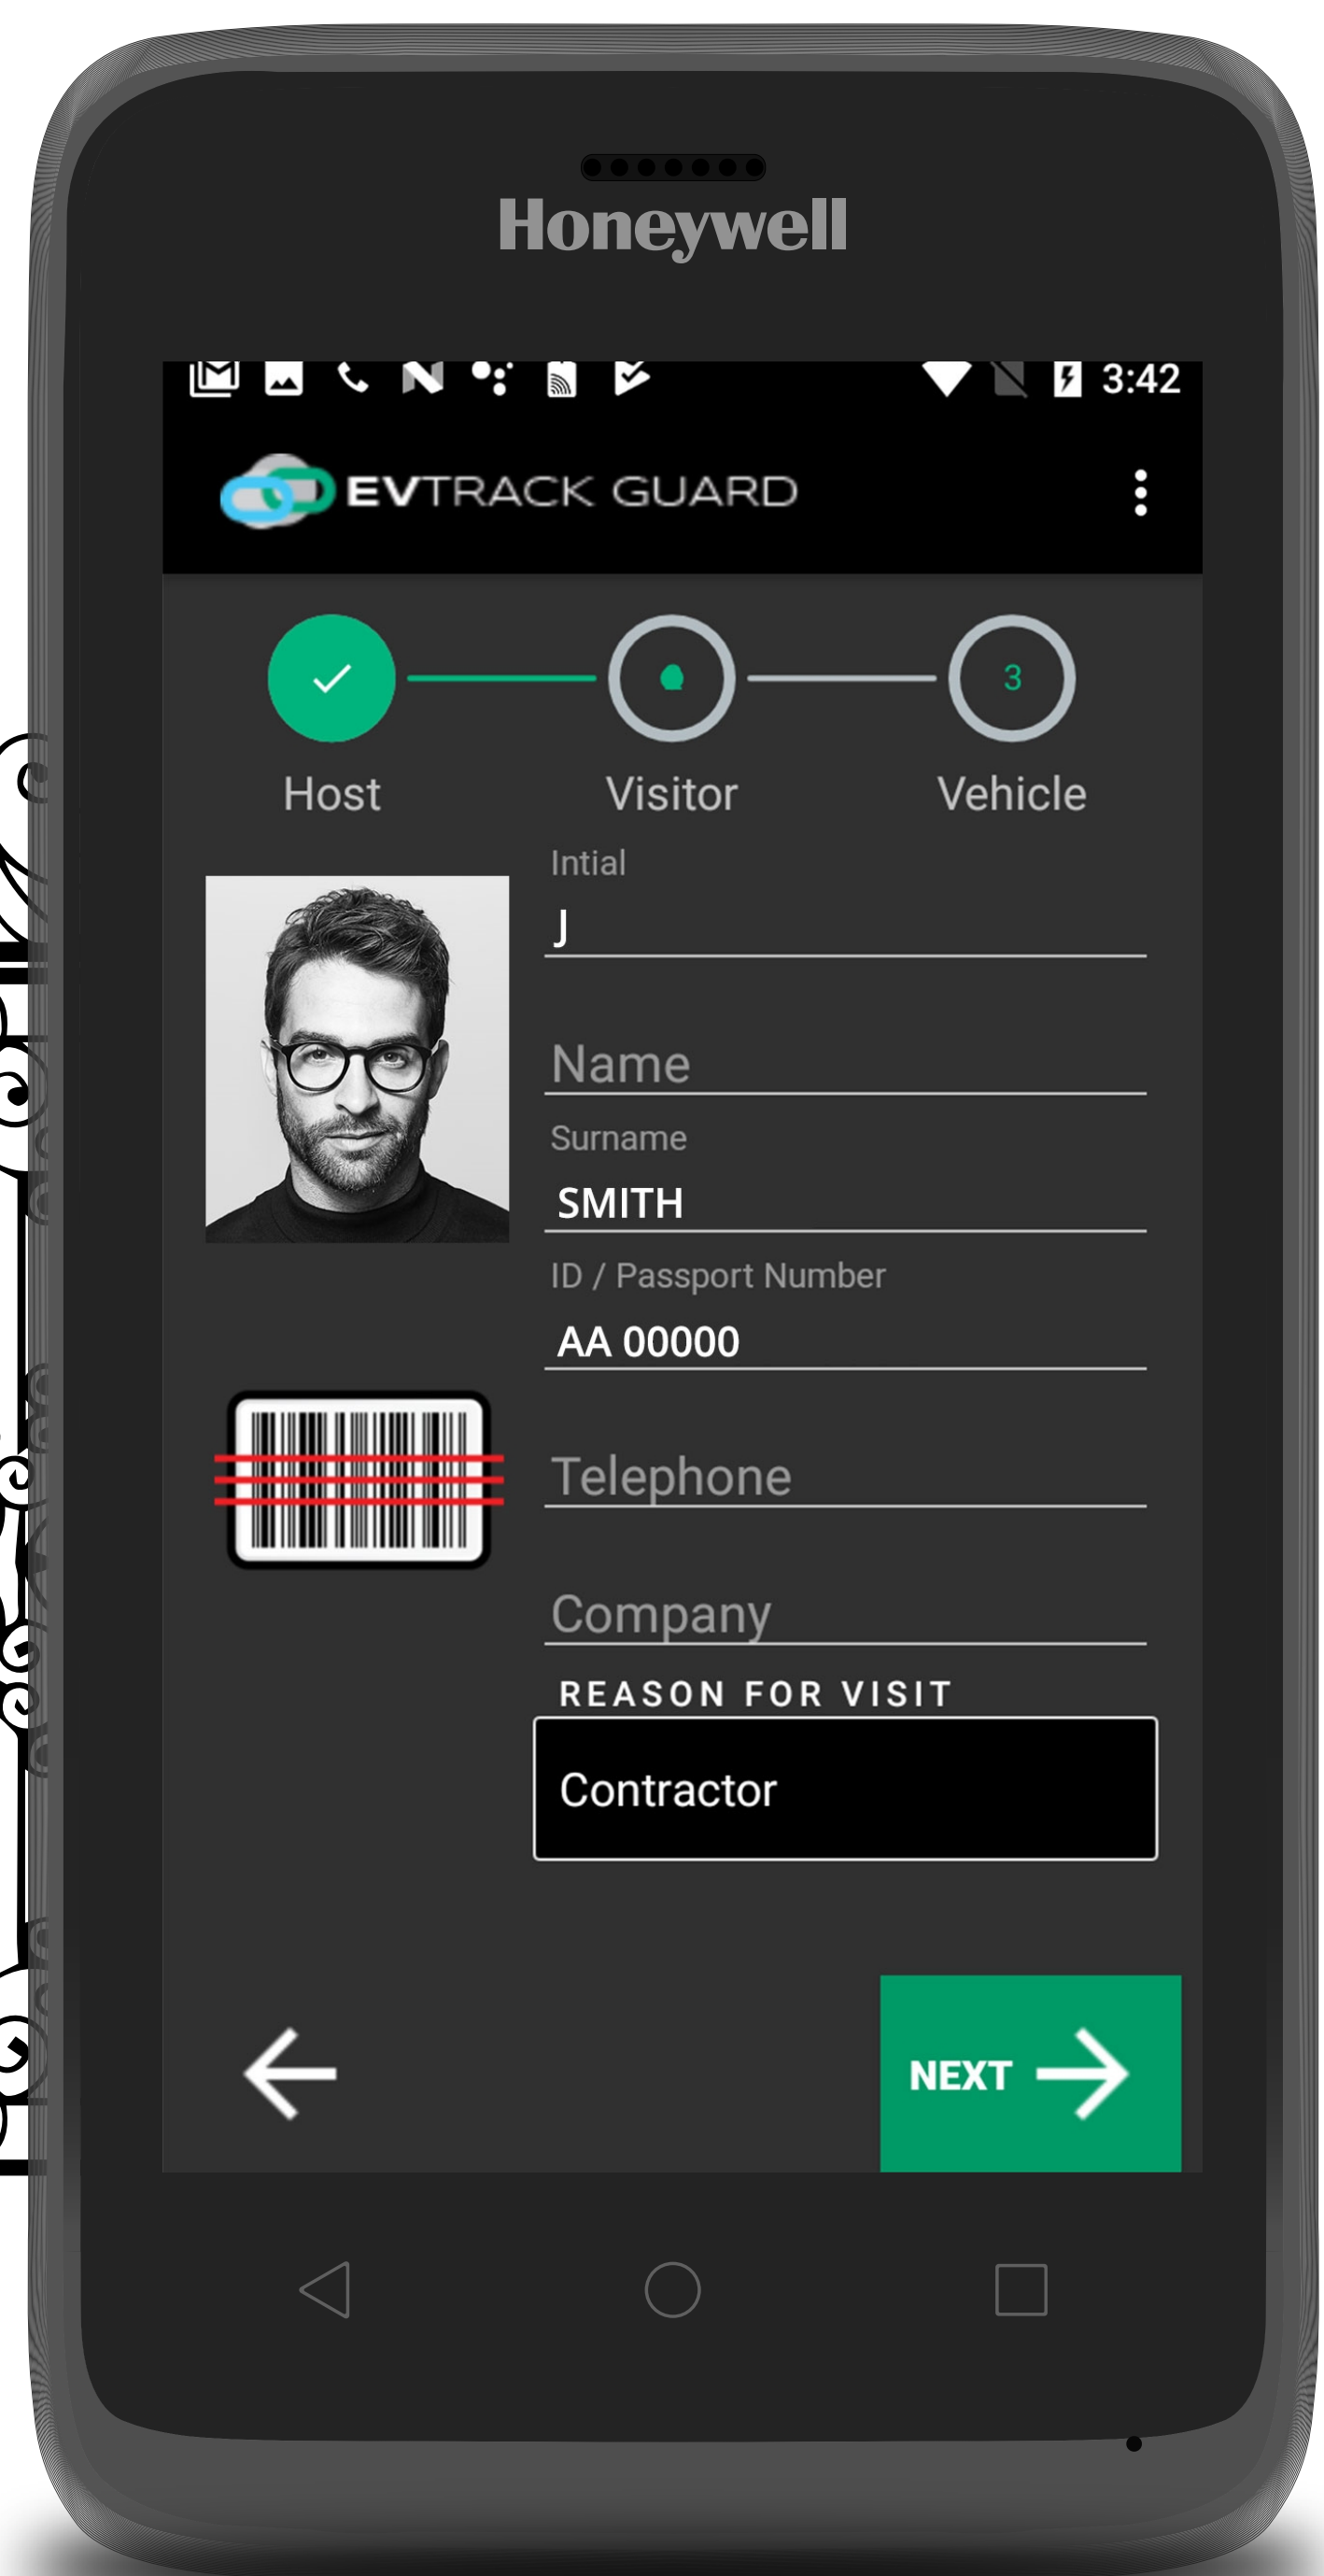 Honeywell
3:42
EVTRACK GUARD
3
Host Visitor Vehicle
Intial
J
Name
Surname
SMITH
ID / Passport Number
AA 00000
Telephone
Company
REASON FOR VISIT
Contractor
NEXT